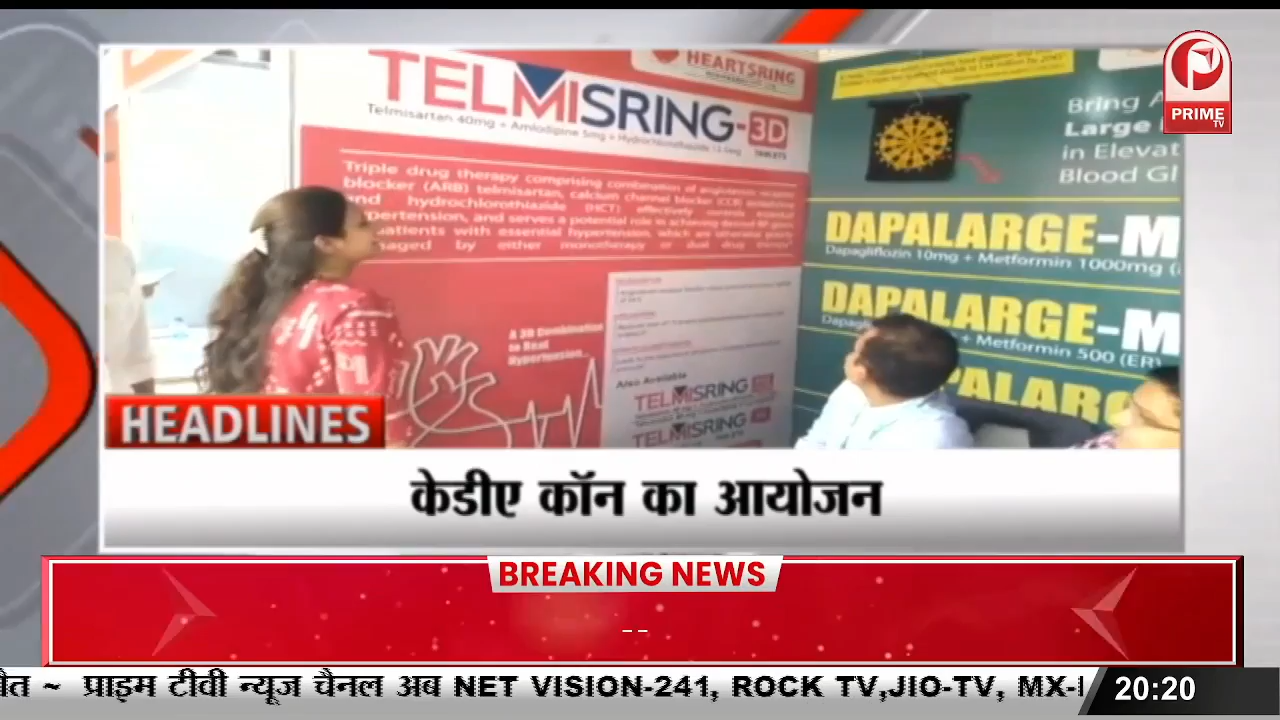 HEARTSRING
TELMISRING-3D
TABLETS
Telmisartan 40mg + Amlodipine 5mg + Hydrochlorothiazide 12.5mg
Triple drug therapy comprising combination of angiotensin receptor
blocker (ARB) telmisartan, calcium channel blocker (CCB)
and hydrochlorothiazide (HCT) effectively controls essential
pertension, and serves a potential role in achieving desired BP goals
patients with essential hypertension, which are otherwise poorly
naged by either monotherapy or dual drug therapy
A 3D Combination
to Beat
Hypertension...
Also Available
TELMISRING
TELMISRING
Bring A
Large
in Elevat
Blood Gl
DAPALARGE-M
Dapagliflozin 10mg + Metformin 1000mg
DAPALARGE-M
Dapagl + Metformin 500 (ER)
PALARG
PRIME
TV
HEADLINES
केडीए कॉन का आयोजन
BREAKING NEWS
--
~ प्राइम टीवी न्यूज चैनल अब NET VISION-241, ROCK TV,JIO-TV, MX-
20:20